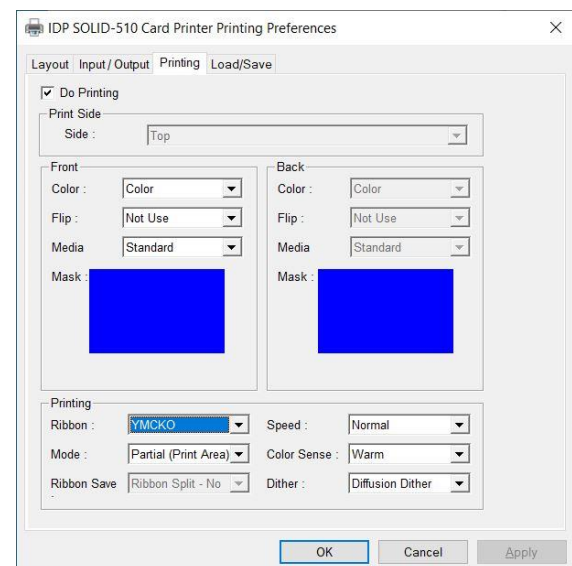 IDP SOLID-510 Card Printer Printing Preferences
Layout Input / Output Printing Load/Save
Do Printing
Print Side
Side : Top
Front Back
Color : Color Color : Color
Flip : Not Use Flip : Not Use
Media Standard Media Standard
Mask : Mask :
Printing
Ribbon : YMCKO Speed : Normal
Mode : Partial (Print Area) Color Sense : Warm
Ribbon Save Ribbon Split - No Dither : Diffusion Dither
OK Cancel Apply